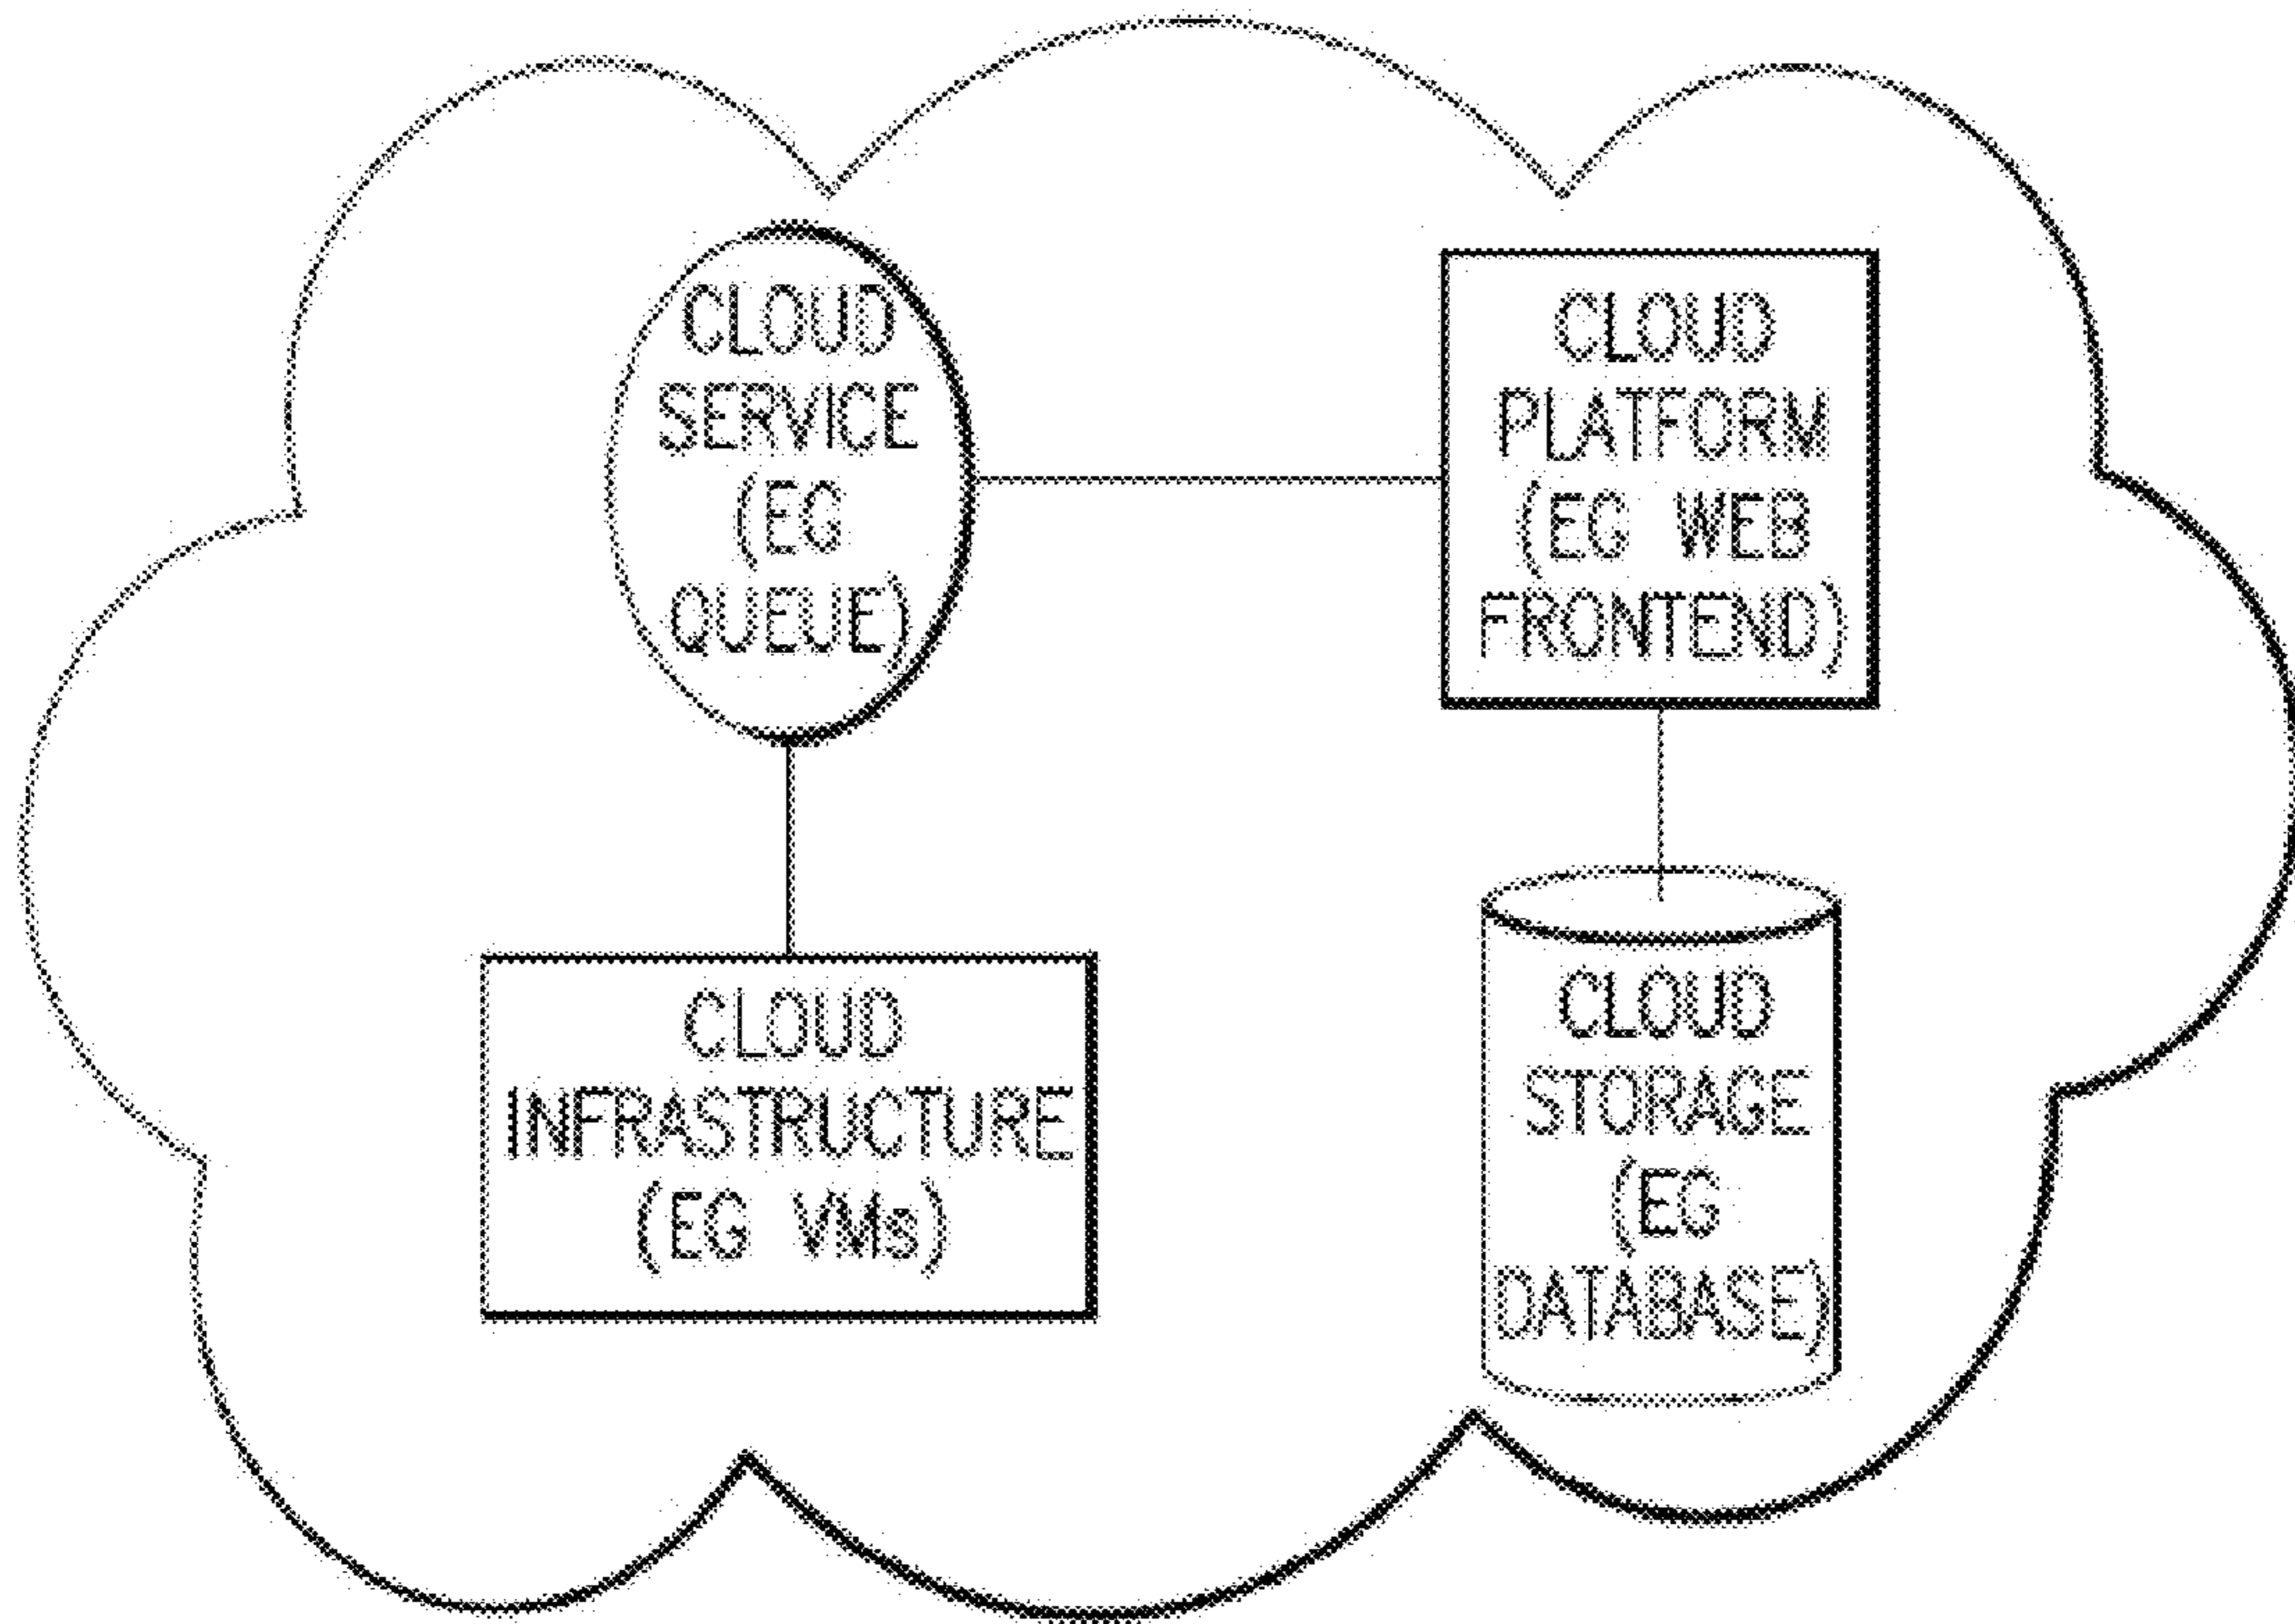 CLOUD
SERVICE
(EG
QUEUE)
CLOUD
PLATFORM
(EG WEB
FRONTEND)
CLOUD
INFRASTRUCTURE
(EG VMs)
CLOUD
STORAGE
(EG
DATABASE)